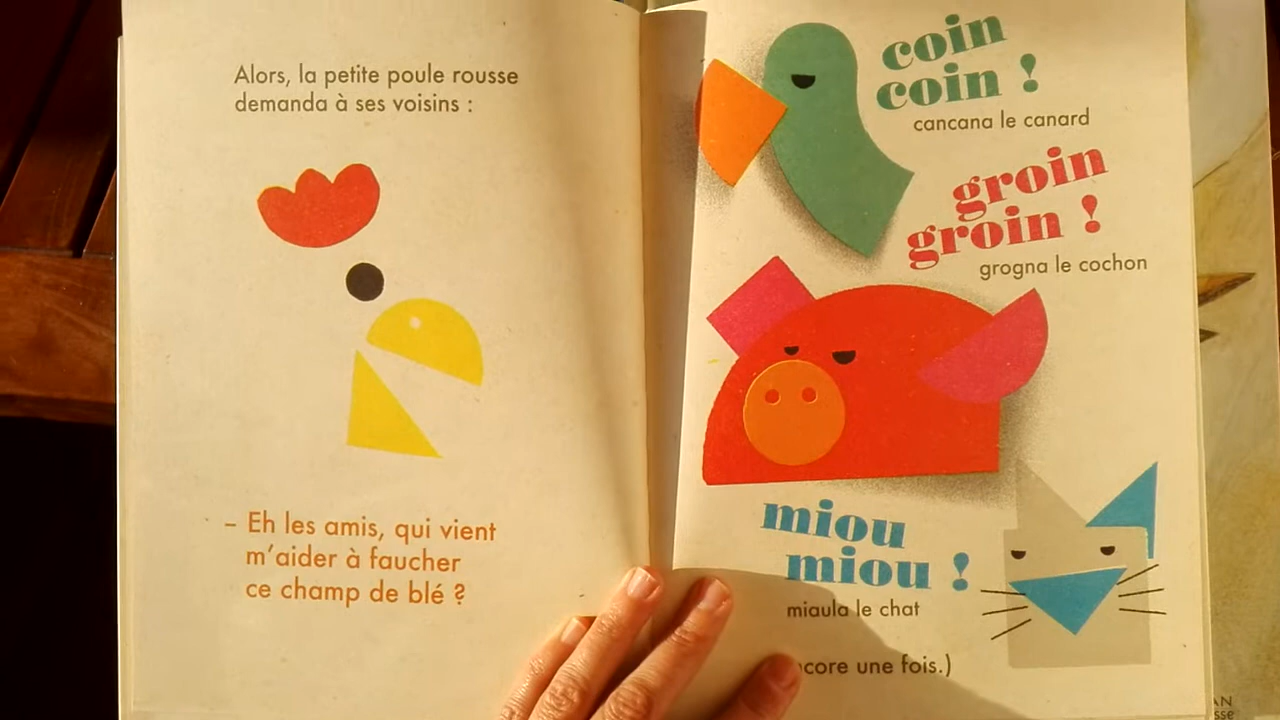 Alors, la petite poule rousse
demanda à ses voisins :
– Eh les amis, qui vient
m'aider à faucher
ce champ de blé ?
coin
coin !
cancana le canard
groin
groin !
grogna le cochon
miou
miou !
miaula le chat
une fois.)